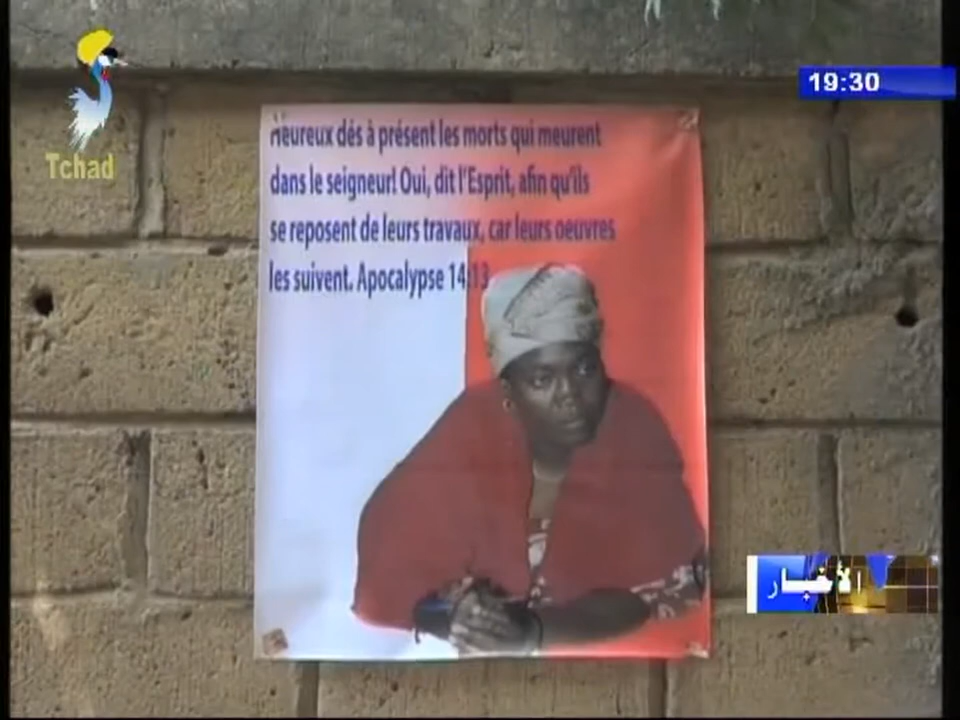 Tchad
19:30
Heureux dés à présent les morts qui meurent
dans le seigneur! Oui, dit l'Esprit, afin qu'ils
se reposent de leurs travaux, car leurs oeuvres
les suivent. Apocalypse 14:13
الأخبار